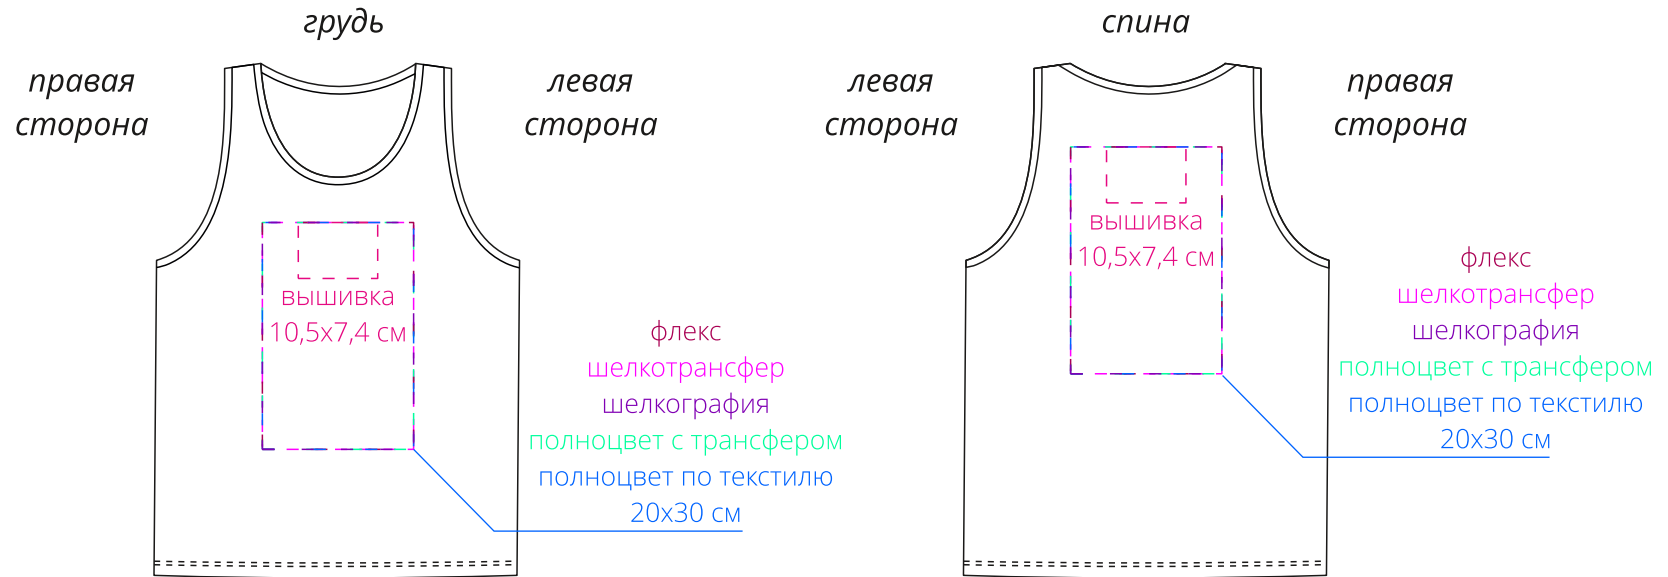 грудь
правая
сторона
левая
сторона
вышивка
10,5х7,4 см
флекс
шелкотрансфер
шелкография
полноцвет с трансфером
полноцвет по текстилю
20х30 см
спина
левая
сторона
правая
сторона
вышивка
10,5х7,4 см
флекс
шелкотрансфер
шелкография
полноцвет с трансфером
полноцвет по текстилю
20х30 см